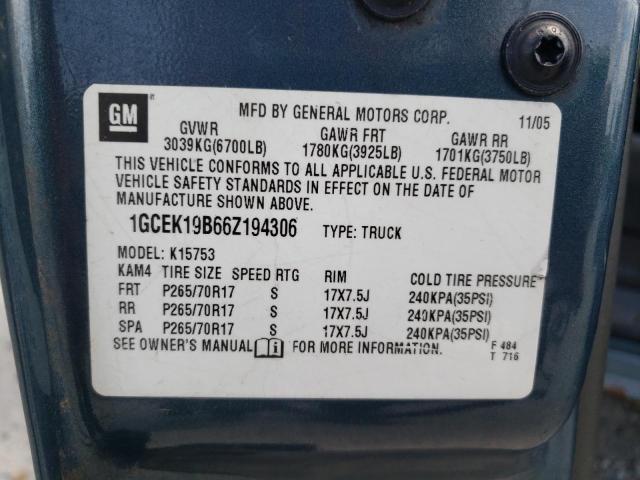 GM
MFD BY GENERAL MOTORS CORP. 11/05
GVWR GAWR FRT GAWR RR
3039KG(6700LB) 1780KG(3925LB) 1701KG(3750LB)
THIS VEHICLE CONFORMS TO ALL APPLICABLE U.S. FEDERAL MOTOR
VEHICLE SAFETY STANDARDS IN EFFECT ON THE DATE OF
MANUFACTURE SHOWN ABOVE.
1GCEK19B66Z194306 TYPE: TRUCK
MODEL: K15753
KAM4 TIRE SIZE SPEED RTG RIM COLD TIRE PRESSURE
FRT P265/70R17 S 17X7.5J 240KPA(35PSI)
RR P265/70R17 S 17X7.5J 240KPA(35PSI)
SPA P265/70R17 S 17X7.5J 240KPA(35PSI)
SEE OWNER'S MANUAL FOR MORE INFORMATION. F 484
T 716